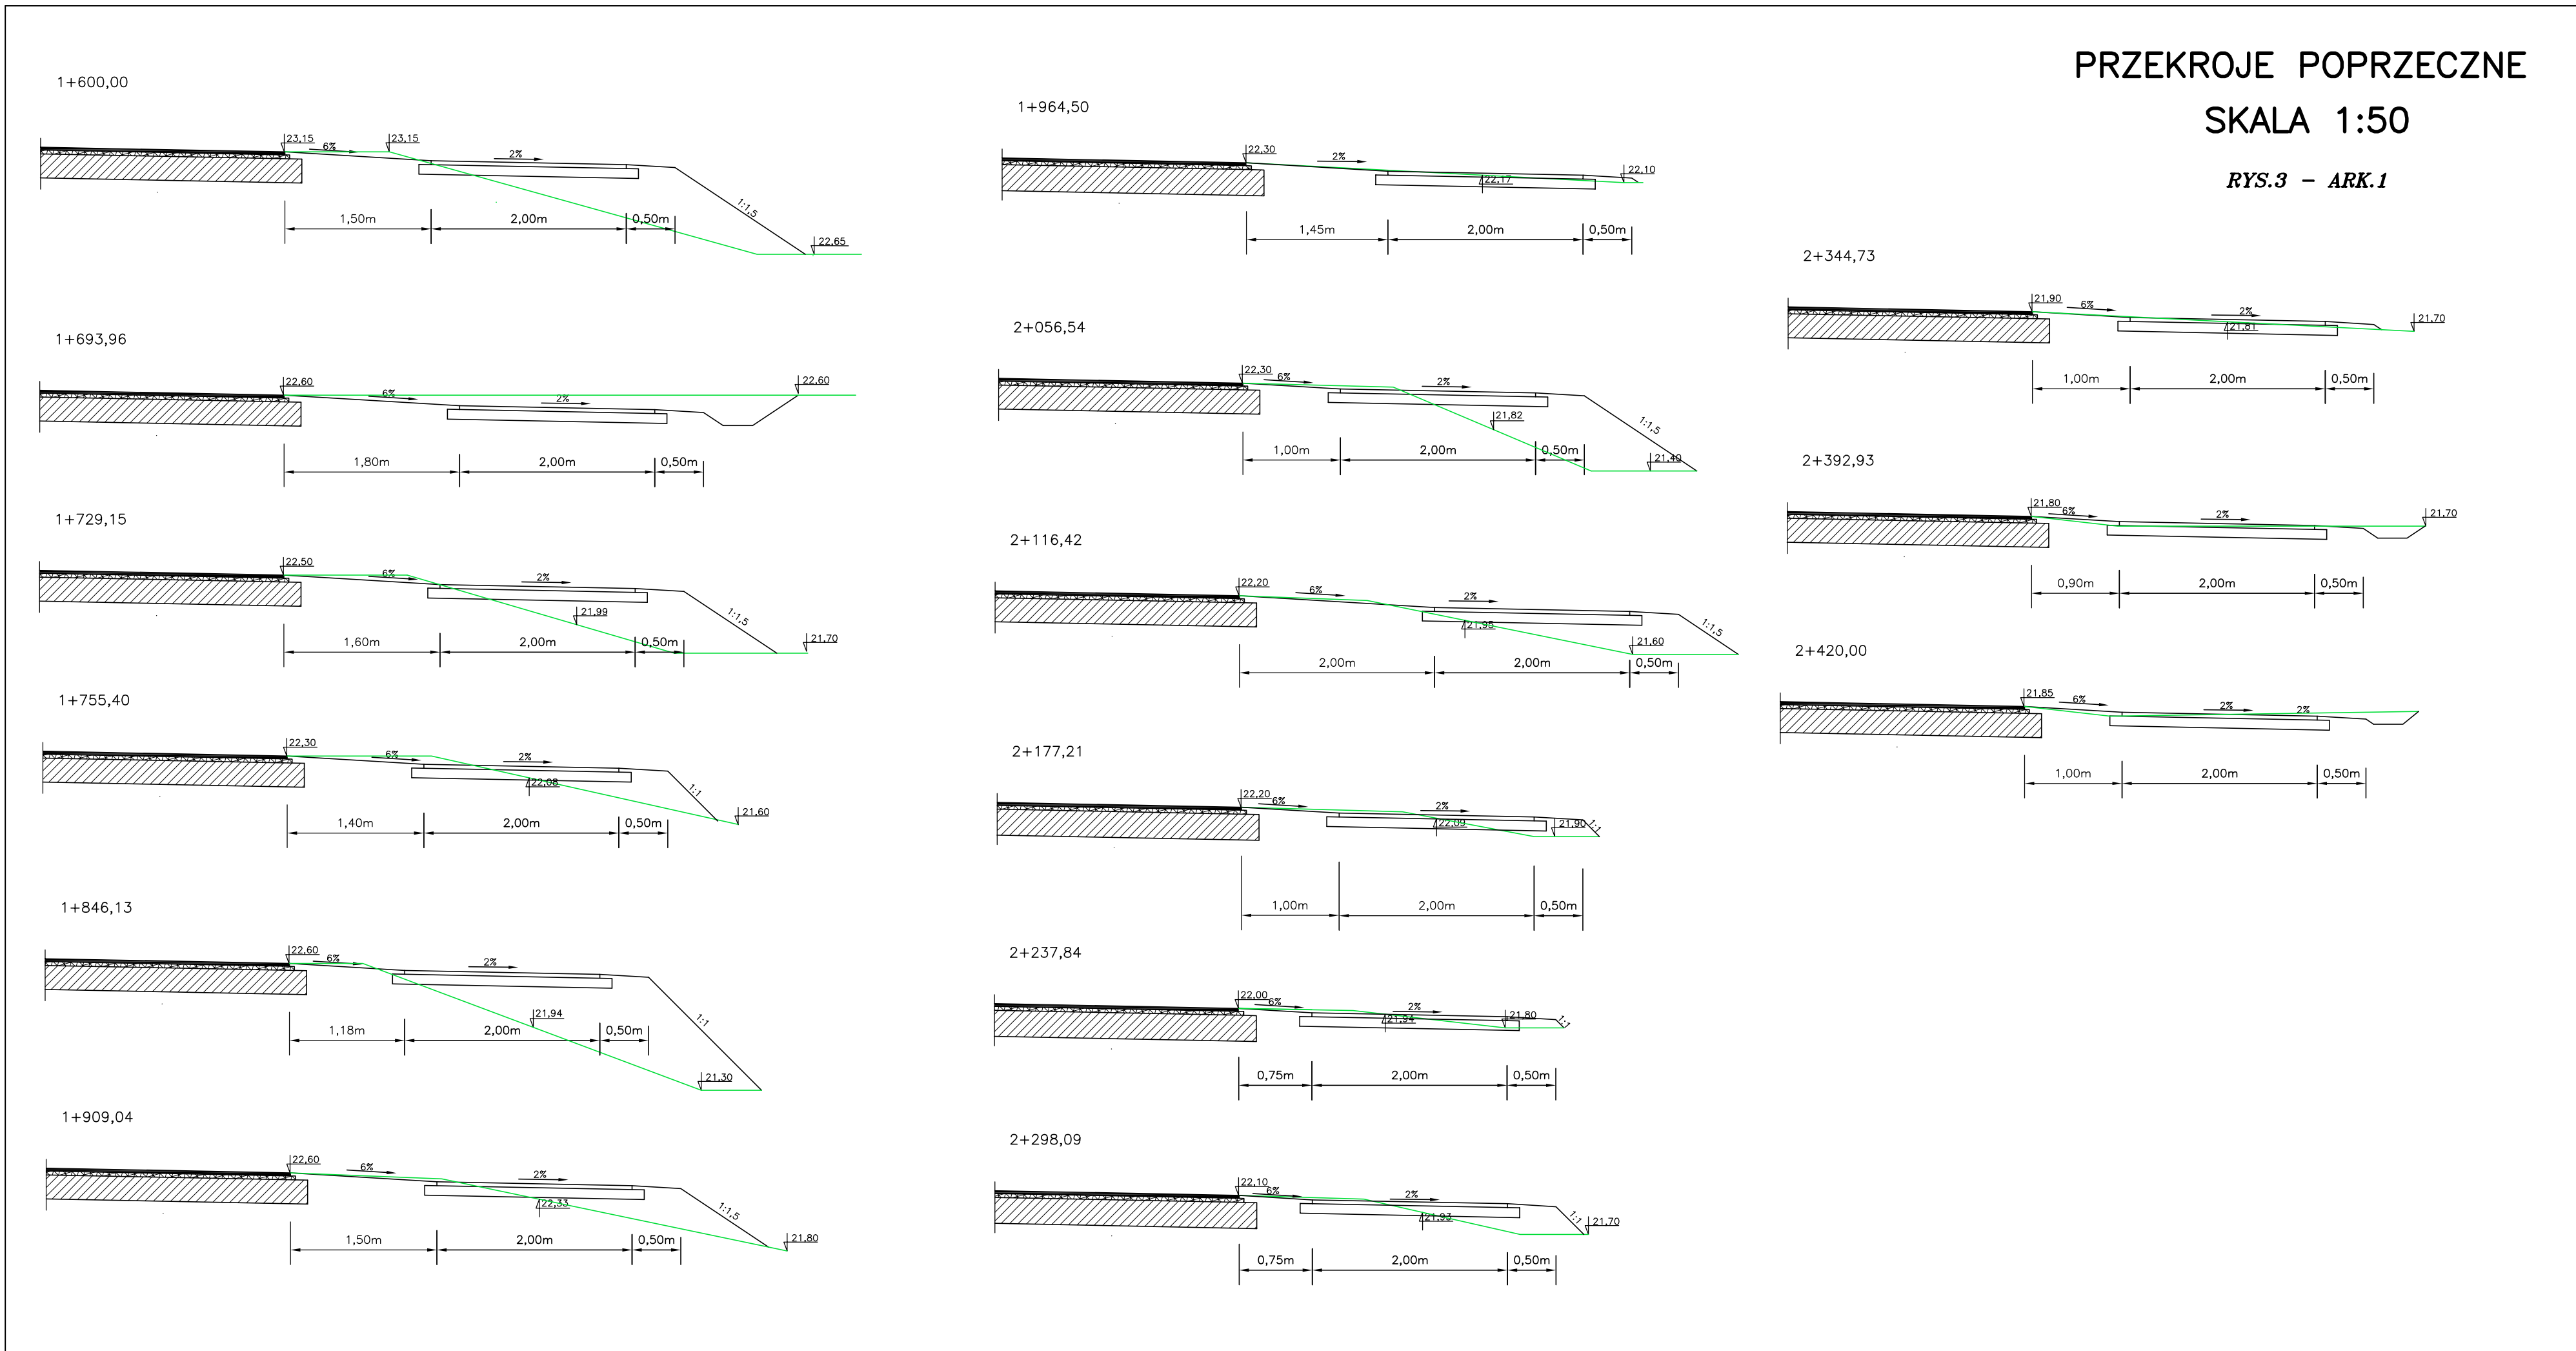 PRZEKROJE POPRZECZNE
SKALA 1:50
RYS.3 - ARK.1
1+600,00
23,15
6%
23,15
2%
1:1,5
22,65
1,50m
2,00m
0,50m
1+693,96
22,60
6%
2%
22,60
1,80m
2,00m
0,50m
1+729,15
22,50
6%
2%
21,99
1:1,5
21,70
1,60m
2,00m
0,50m
1+755,40
22,30
6%
2%
22,08
1:1
21,60
1,40m
2,00m
0,50m
1+846,13
22,60
6%
2%
21,94
1:1
21,30
1,18m
2,00m
0,50m
1+909,04
22,60
6%
2%
22,33
1:1,5
21,80
1,50m
2,00m
0,50m
1+964,50
22,30
2%
22,17
22,10
1,45m
2,00m
0,50m
2+056,54
22,30
6%
2%
21,82
1:1,5
21,40
1,00m
2,00m
0,50m
2+116,42
22,20
6%
2%
21,95
1:1,5
21,60
2,00m
2,00m
0,50m
2+177,21
22,20
6%
2%
22,09
21,90
1:1
1,00m
2,00m
0,50m
2+237,84
22,00
6%
2%
21,94
21,80
1:1
0,75m
2,00m
0,50m
2+298,09
22,10
6%
2%
21,93
1:1
21,70
0,75m
2,00m
0,50m
2+344,73
21,90
6%
2%
21,81
21,70
1,00m
2,00m
0,50m
2+392,93
21,80
6%
2%
21,70
0,90m
2,00m
0,50m
2+420,00
21,85
6%
2%
2%
1,00m
2,00m
0,50m